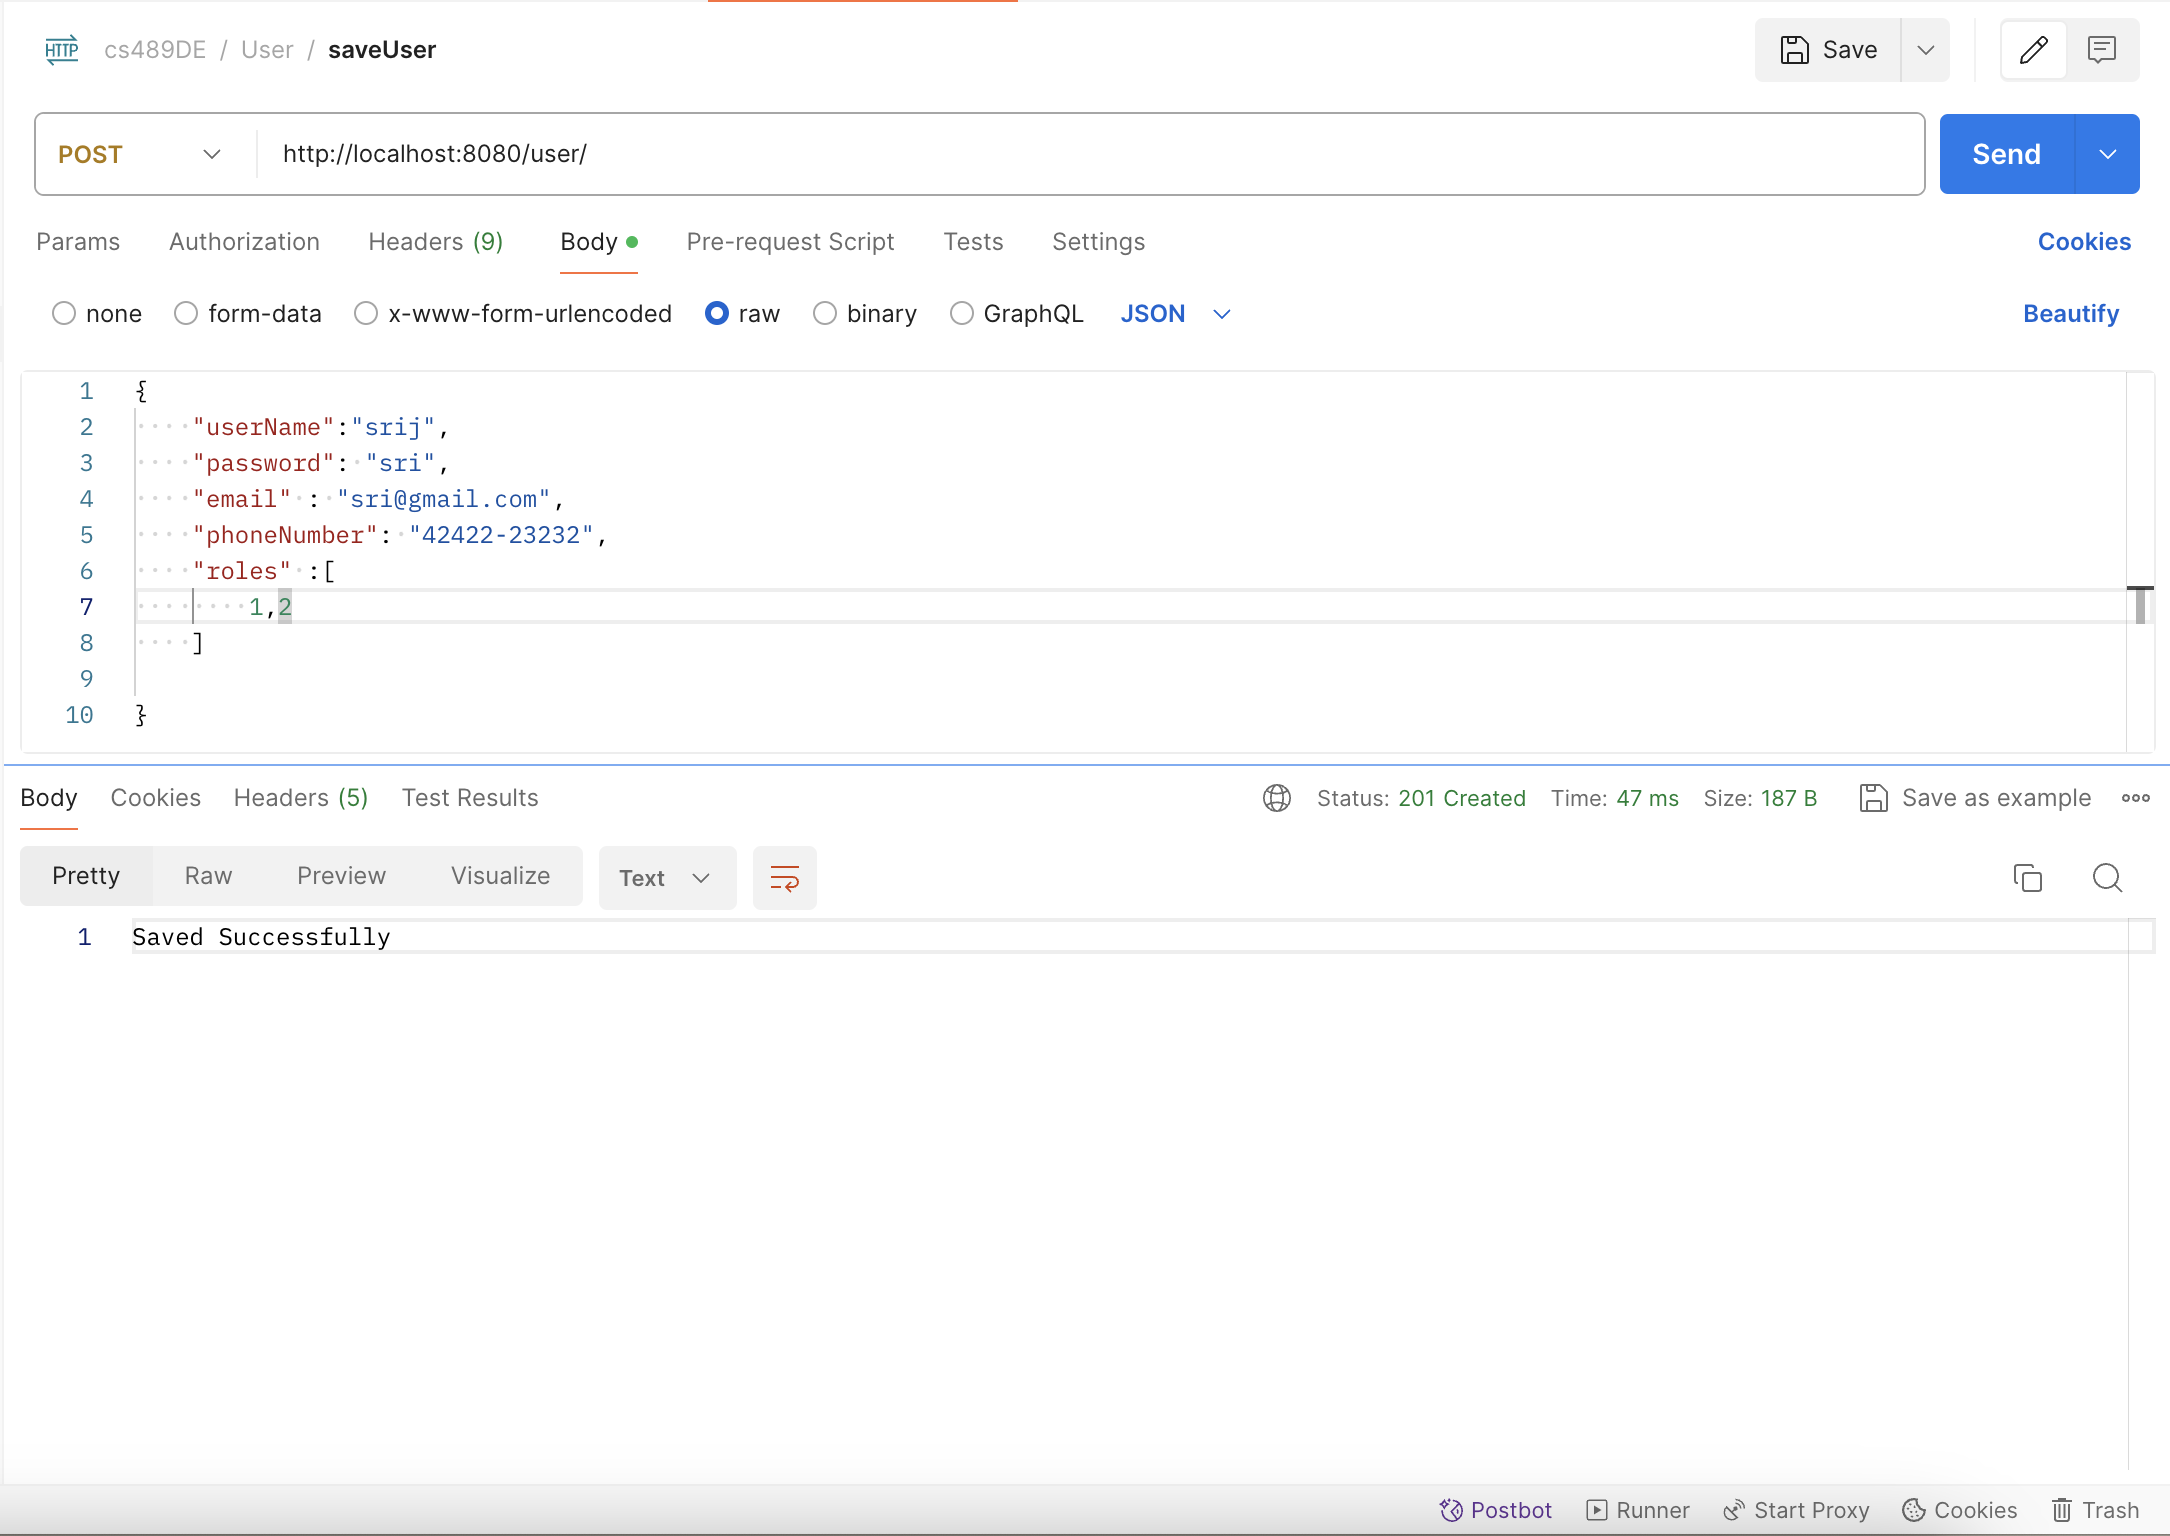 HTTP cs489DE / User / saveUser Save
POST http://localhost:8080/user/ Send
Params Authorization Headers (9) Body Pre-request Script Tests Settings Cookies
none form-data x-www-form-urlencoded raw binary GraphQL JSON Beautify
1 {
2 "userName":"srij",
3 "password": "sri",
4 "email" : "sri@gmail.com",
5 "phoneNumber": "42422-23232",
6 "roles" :[
7 1,2
8 ]
9
10 }
Body Cookies Headers (5) Test Results Status: 201 Created Time: 47 ms Size: 187 B Save as example
Pretty Raw Preview Visualize Text
1 Saved Successfully
Postbot Runner Start Proxy Cookies Trash